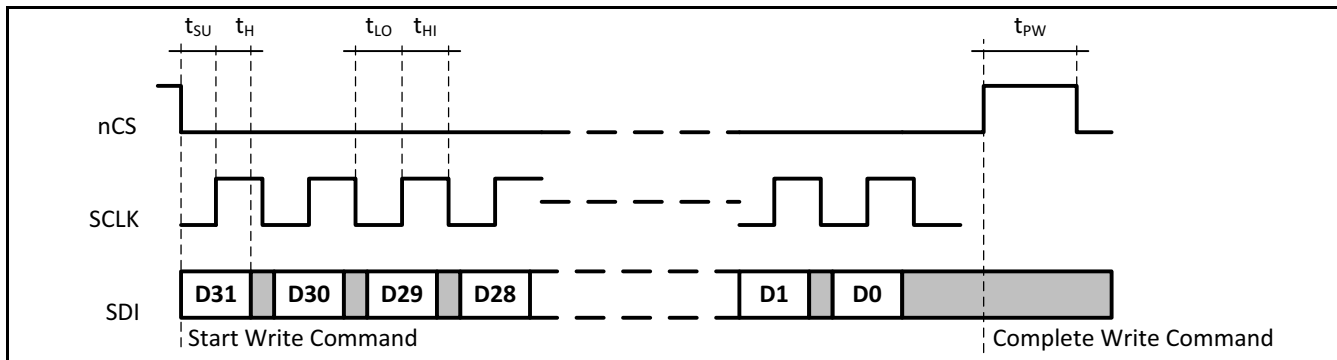 tSU tH tLO tHI tPW
nCS
SCLK
D31 D30 D29 D28 D1 D0
SDI
Start Write Command Complete Write Command